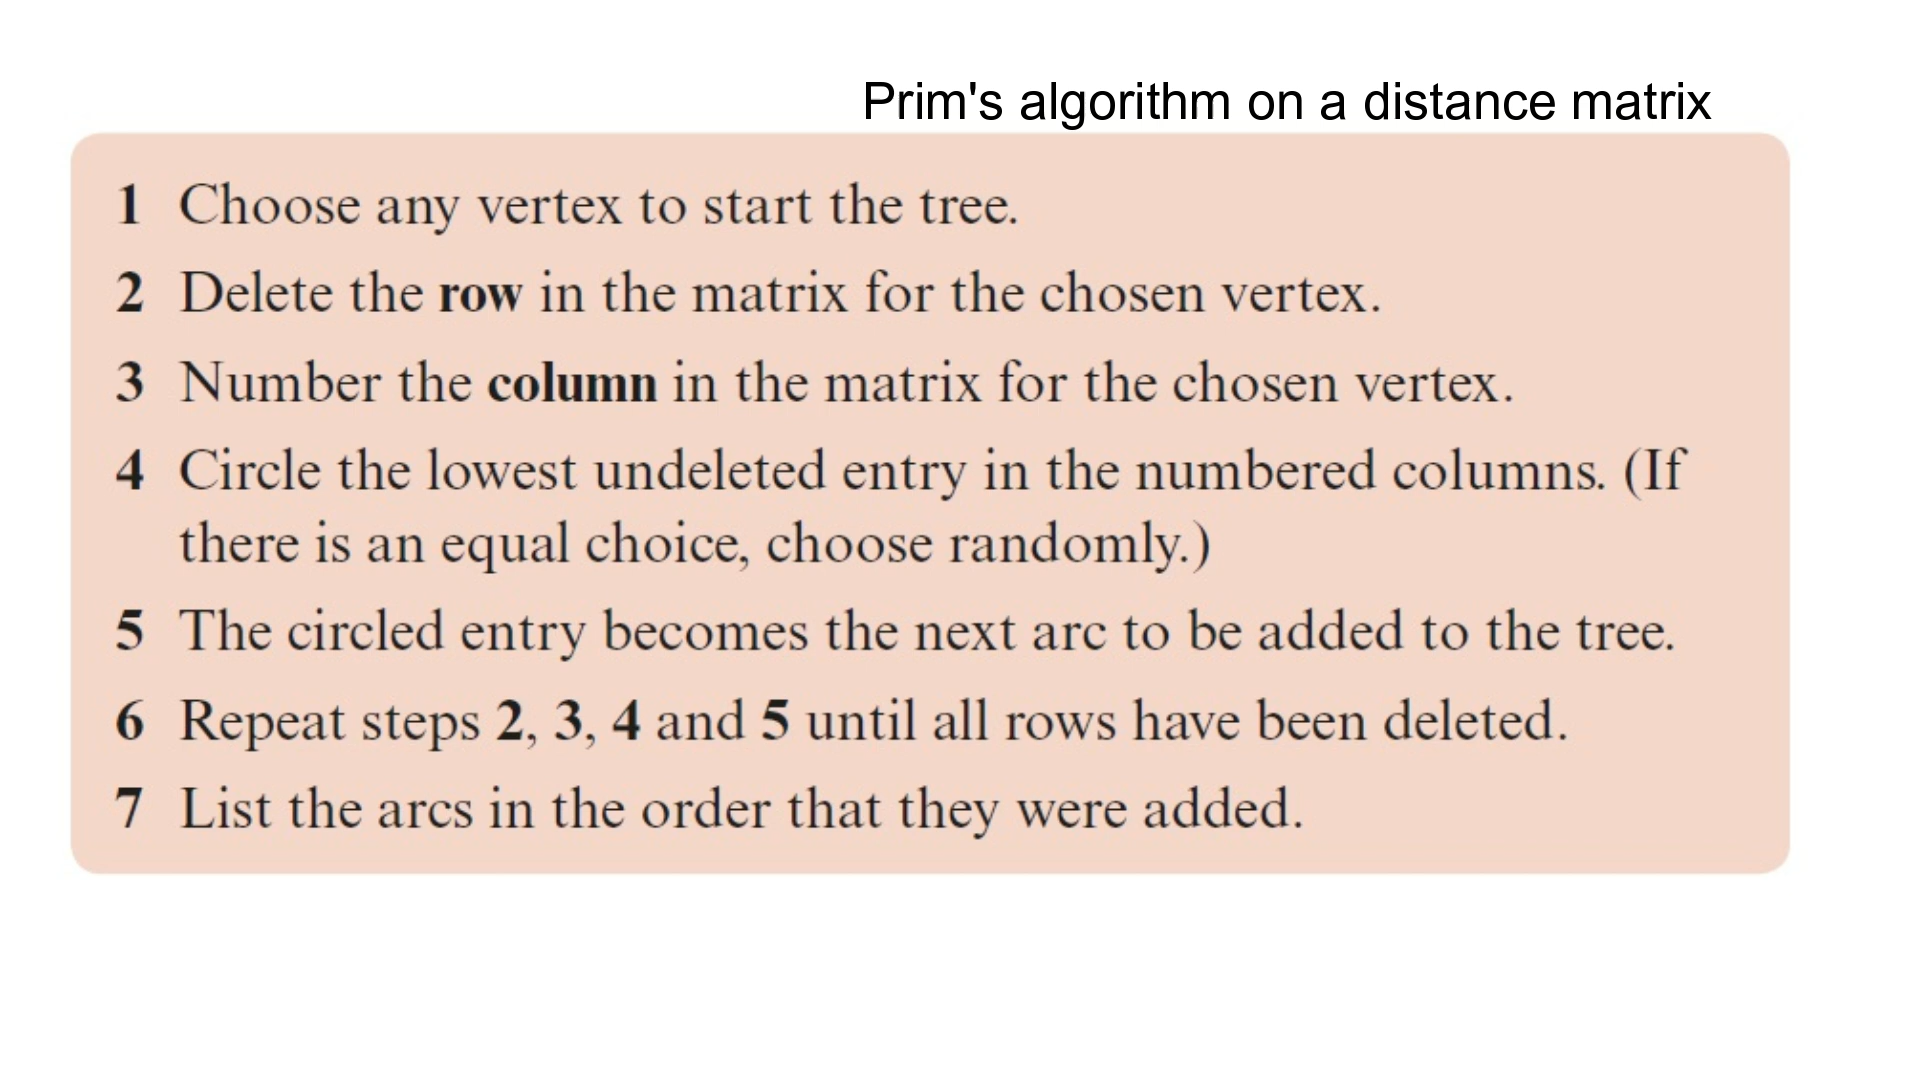 Prim's algorithm on a distance matrix
1 Choose any vertex to start the tree.
2 Delete the row in the matrix for the chosen vertex.
3 Number the column in the matrix for the chosen vertex.
4 Circle the lowest undeleted entry in the numbered columns. (If
there is an equal choice, choose randomly.)
5 The circled entry becomes the next arc to be added to the tree.
6 Repeat steps 2, 3, 4 and 5 until all rows have been deleted.
7 List the arcs in the order that they were added.